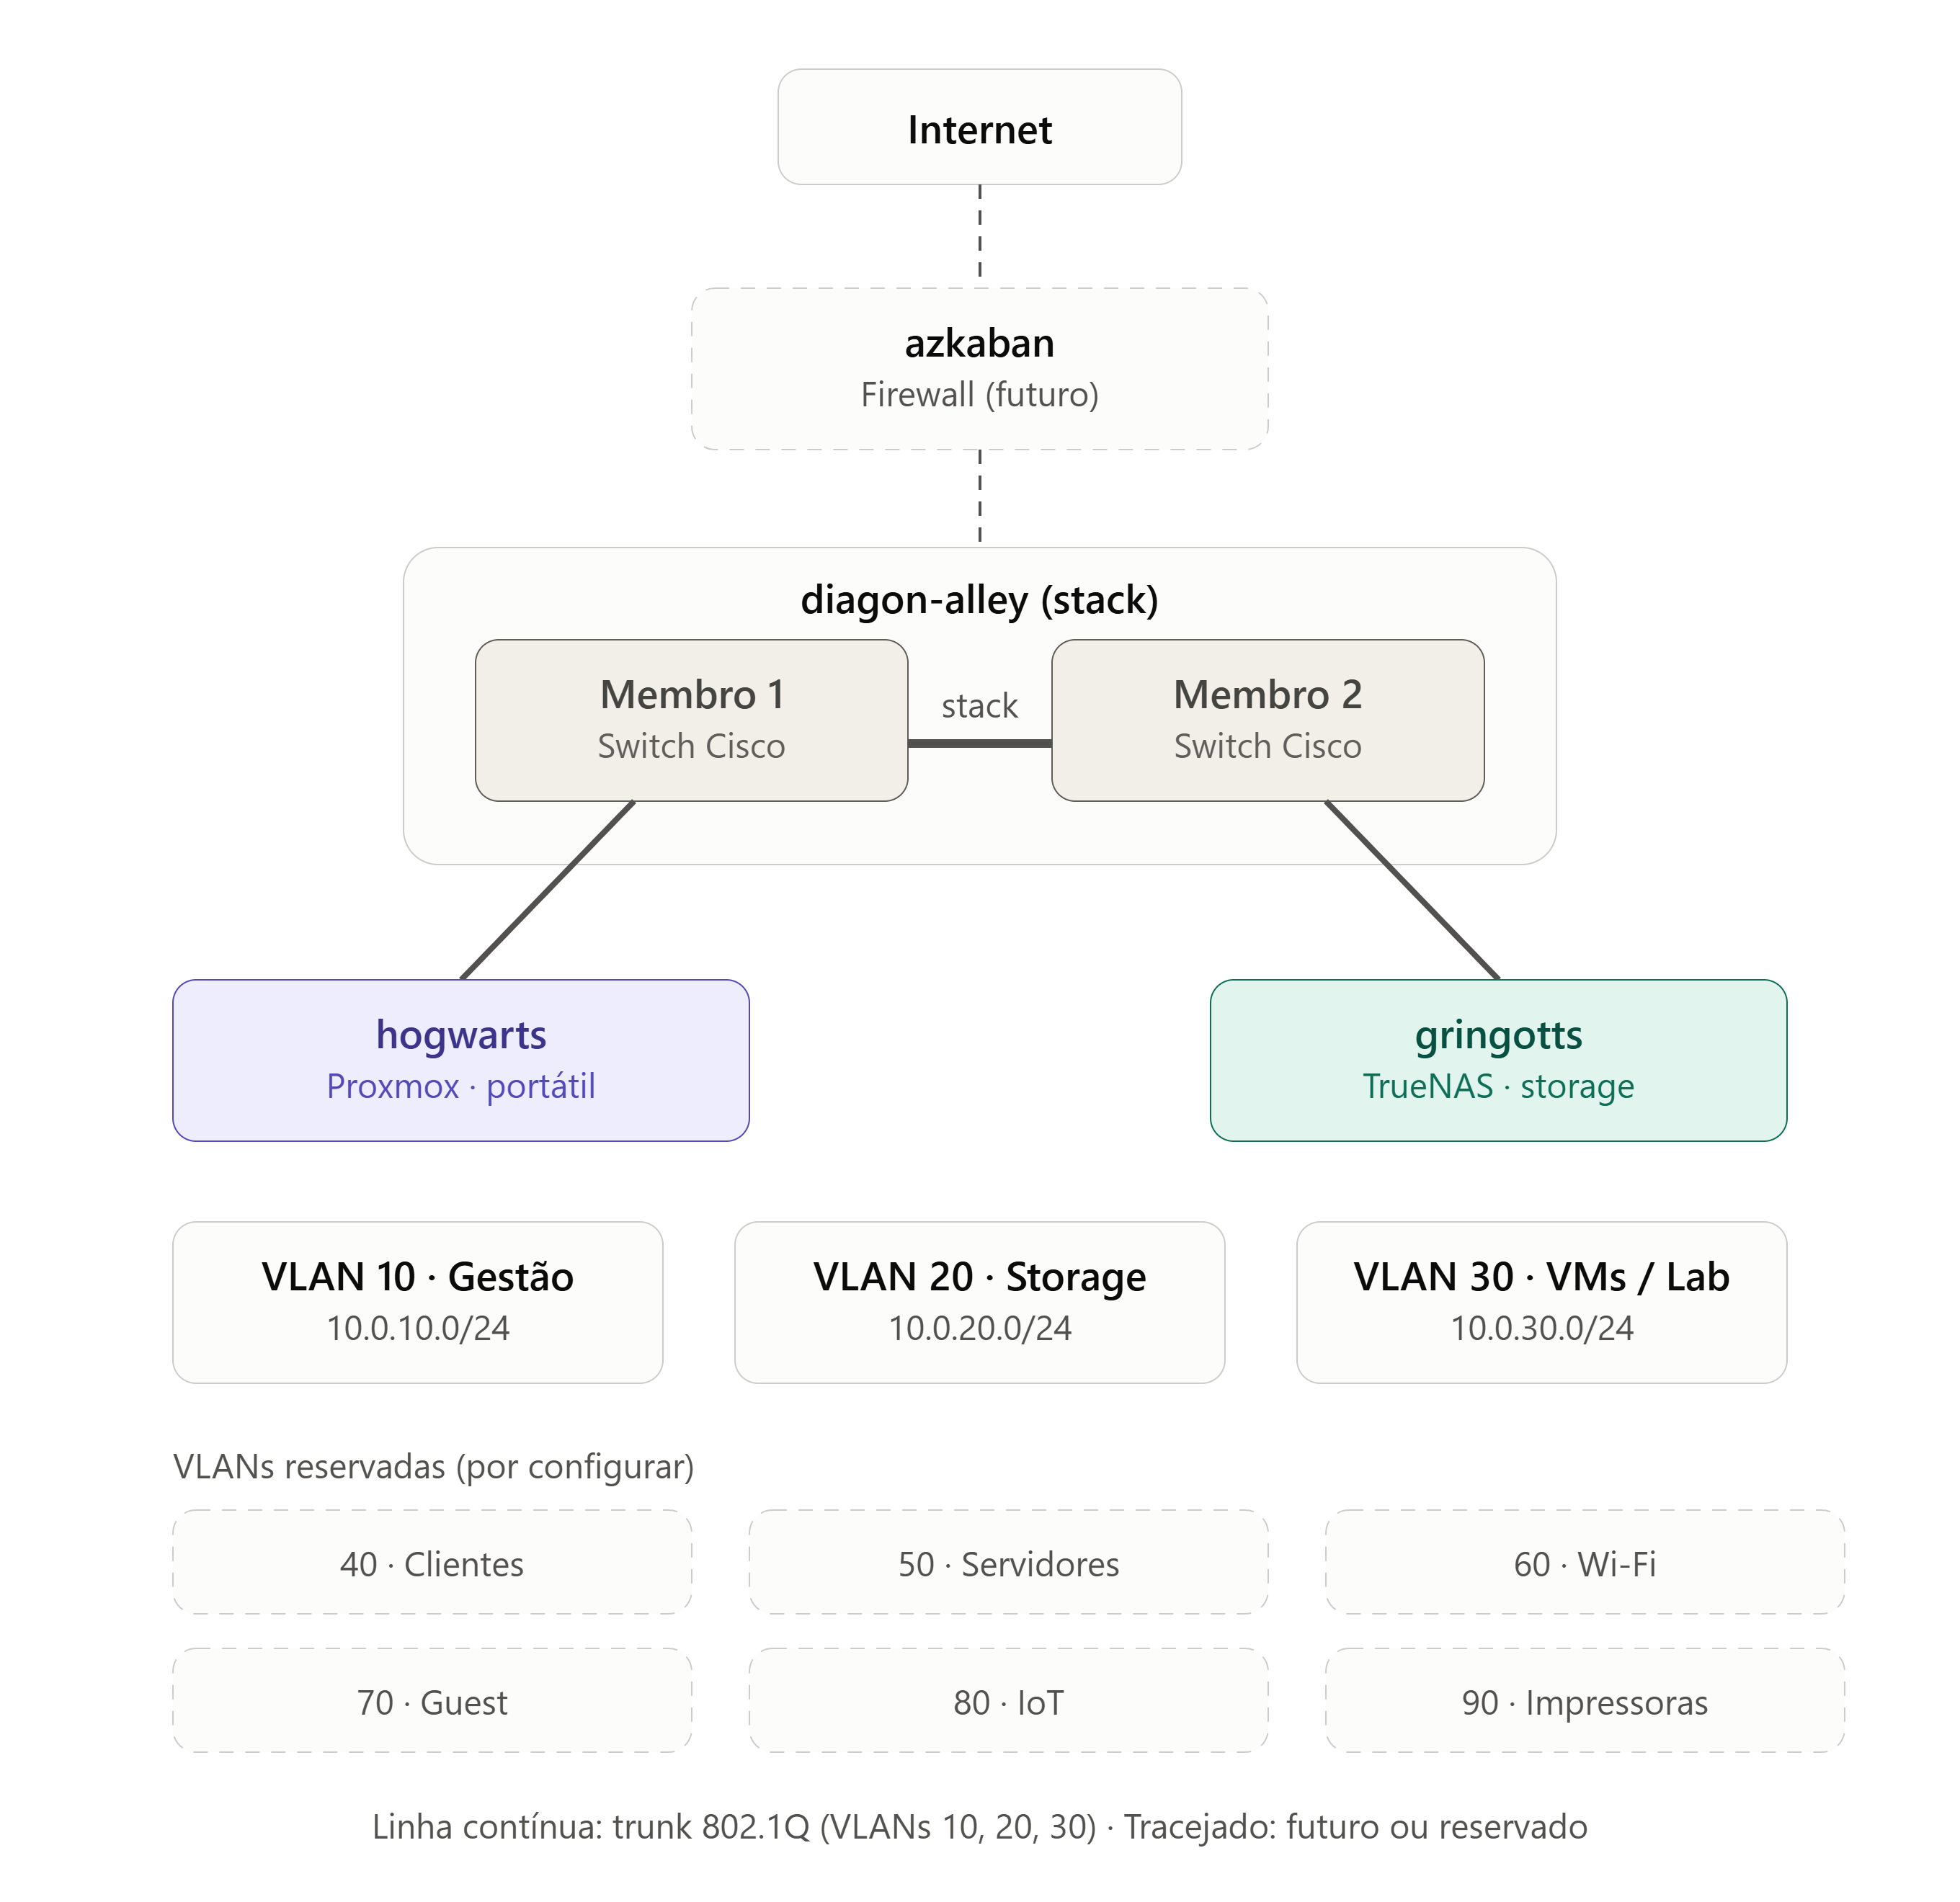 Internet
azkaban
Firewall (futuro)
diagon-alley (stack)
Membro 1
Switch Cisco
stack
Membro 2
Switch Cisco
hogwarts
Proxmox · portátil
gringotts
TrueNAS · storage
VLAN 10 · Gestão
10.0.10.0/24
VLAN 20 · Storage
10.0.20.0/24
VLAN 30 · VMs / Lab
10.0.30.0/24
VLANs reservadas (por configurar)
40 · Clientes
50 · Servidores
60 · Wi-Fi
70 · Guest
80 · IoT
90 · Impressoras
Linha contínua: trunk 802.1Q (VLANs 10, 20, 30) · Tracejado: futuro ou reservado